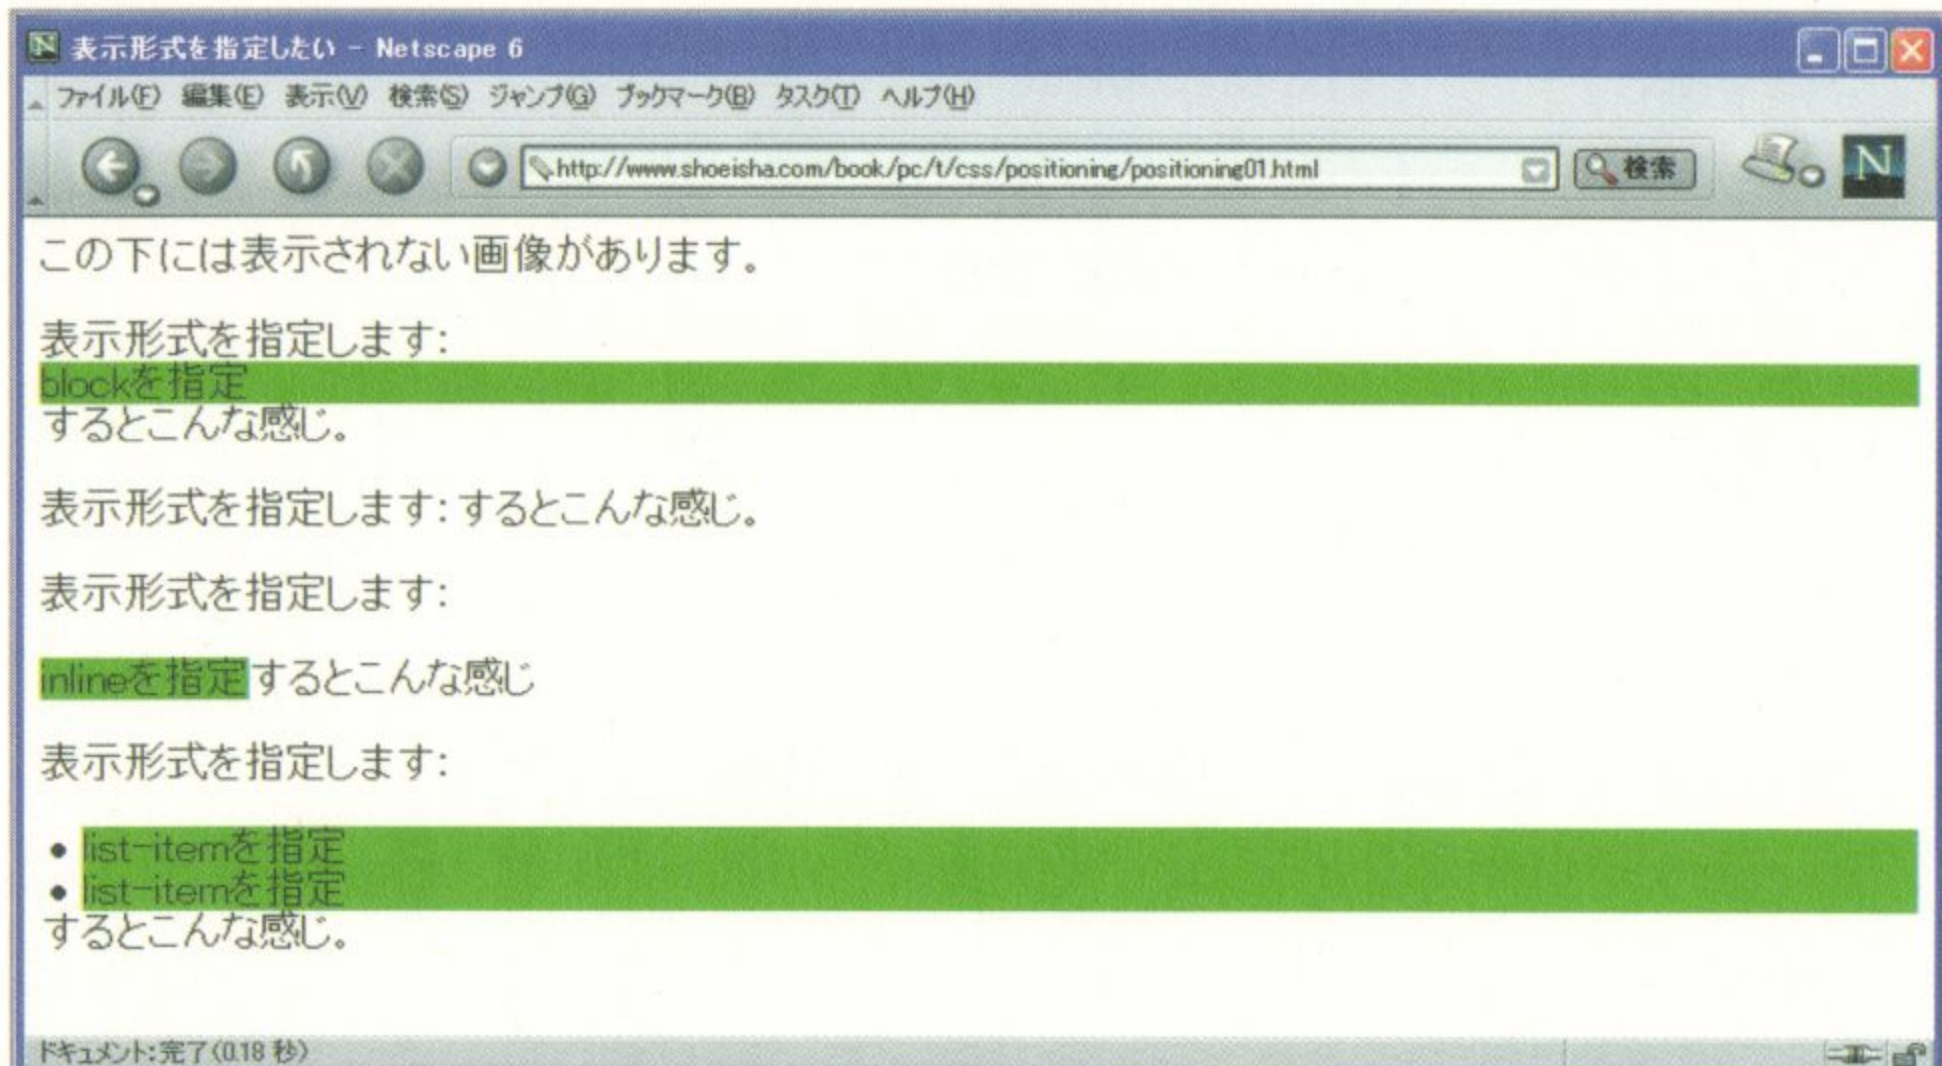 表示形式を指定したい - Netscape 6
ファイル(F) 編集(E) 表示(V) 検索(S) ジャンプ(G) ブックマーク(B) タスク(T) ヘルプ(H)
http://www.shoeisha.com/book/pc/t/css/positioning/positioning01.html 検索 N
この下には表示されない画像があります。
表示形式を指定します:
blockを指定
するとこんな感じ。
表示形式を指定します: するとこんな感じ。
表示形式を指定します:
inlineを指定するとこんな感じ
表示形式を指定します:
• list-itemを指定
• list-itemを指定
するとこんな感じ。
ドキュメント:完了(0.18 秒)